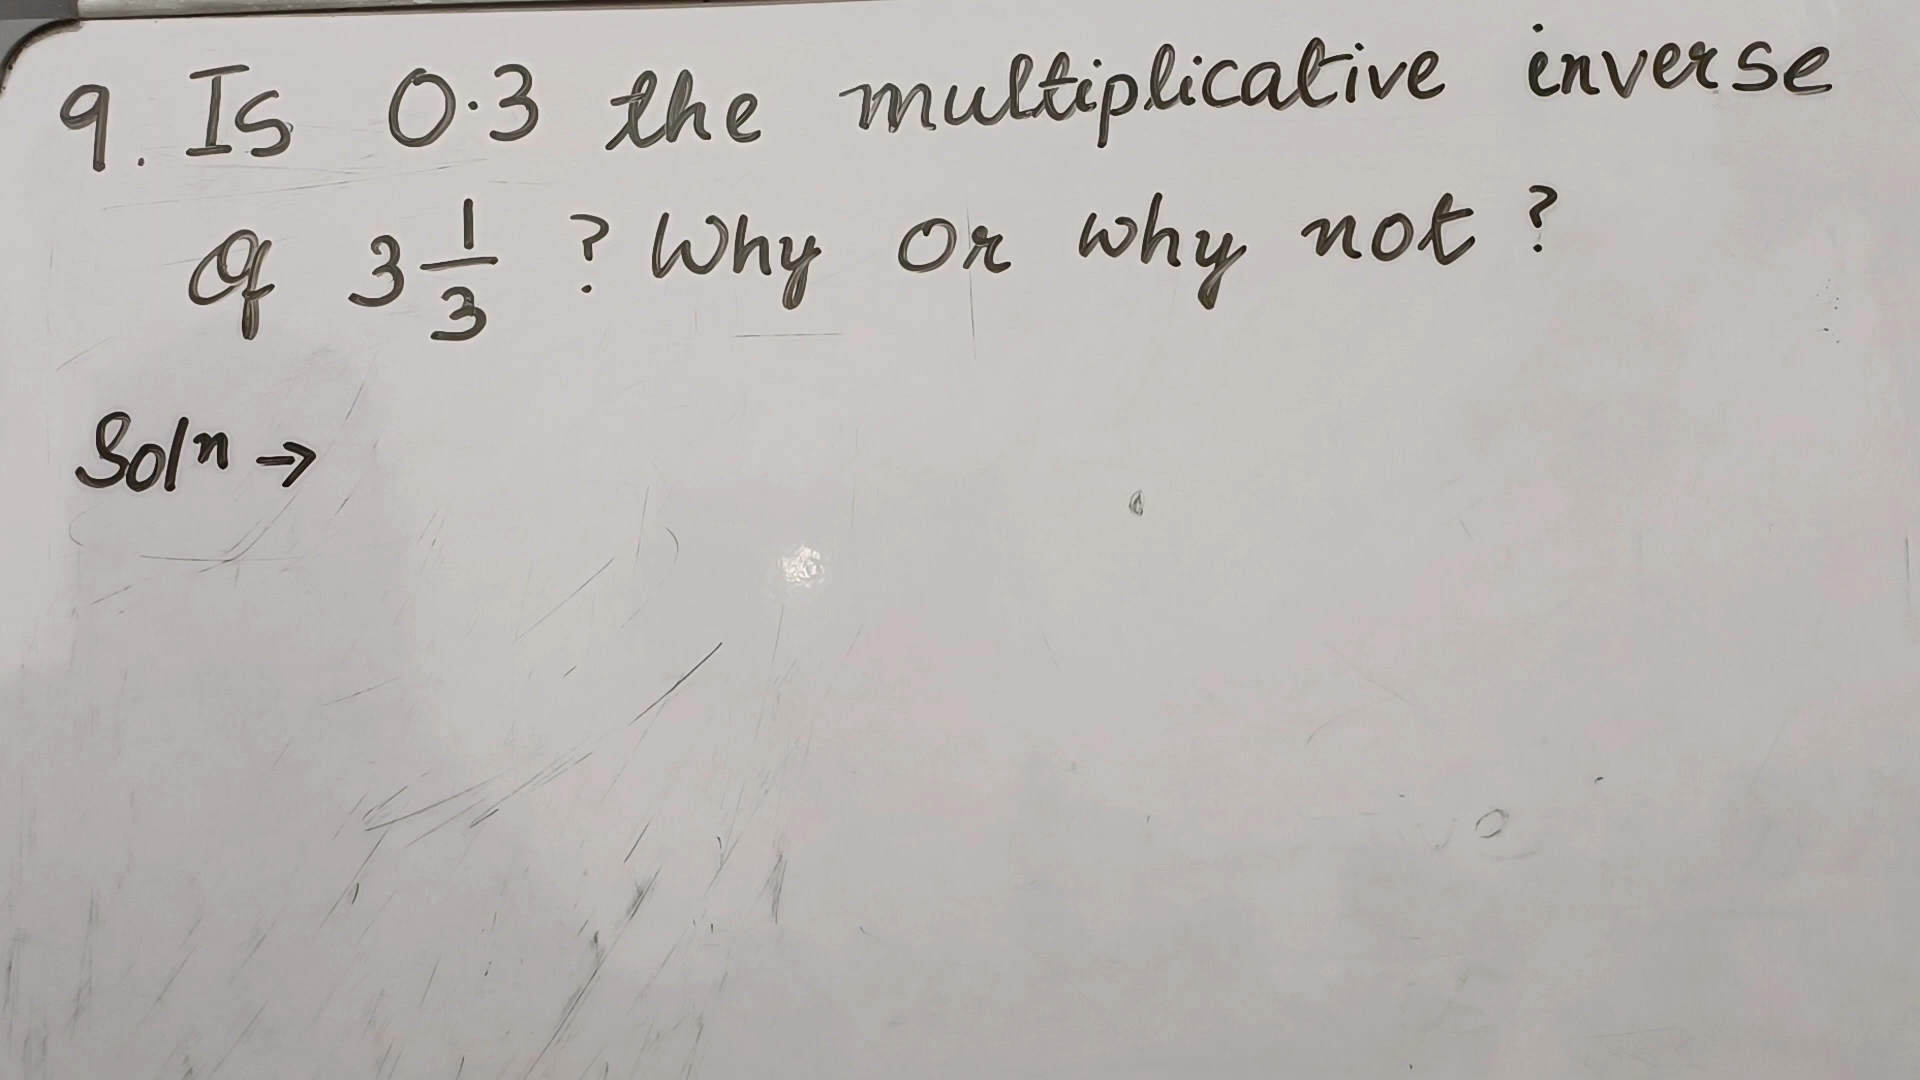 9. Is 0.3 the multiplicative inverse
of 3 1/3 ? Why or why not ?
Solⁿ →